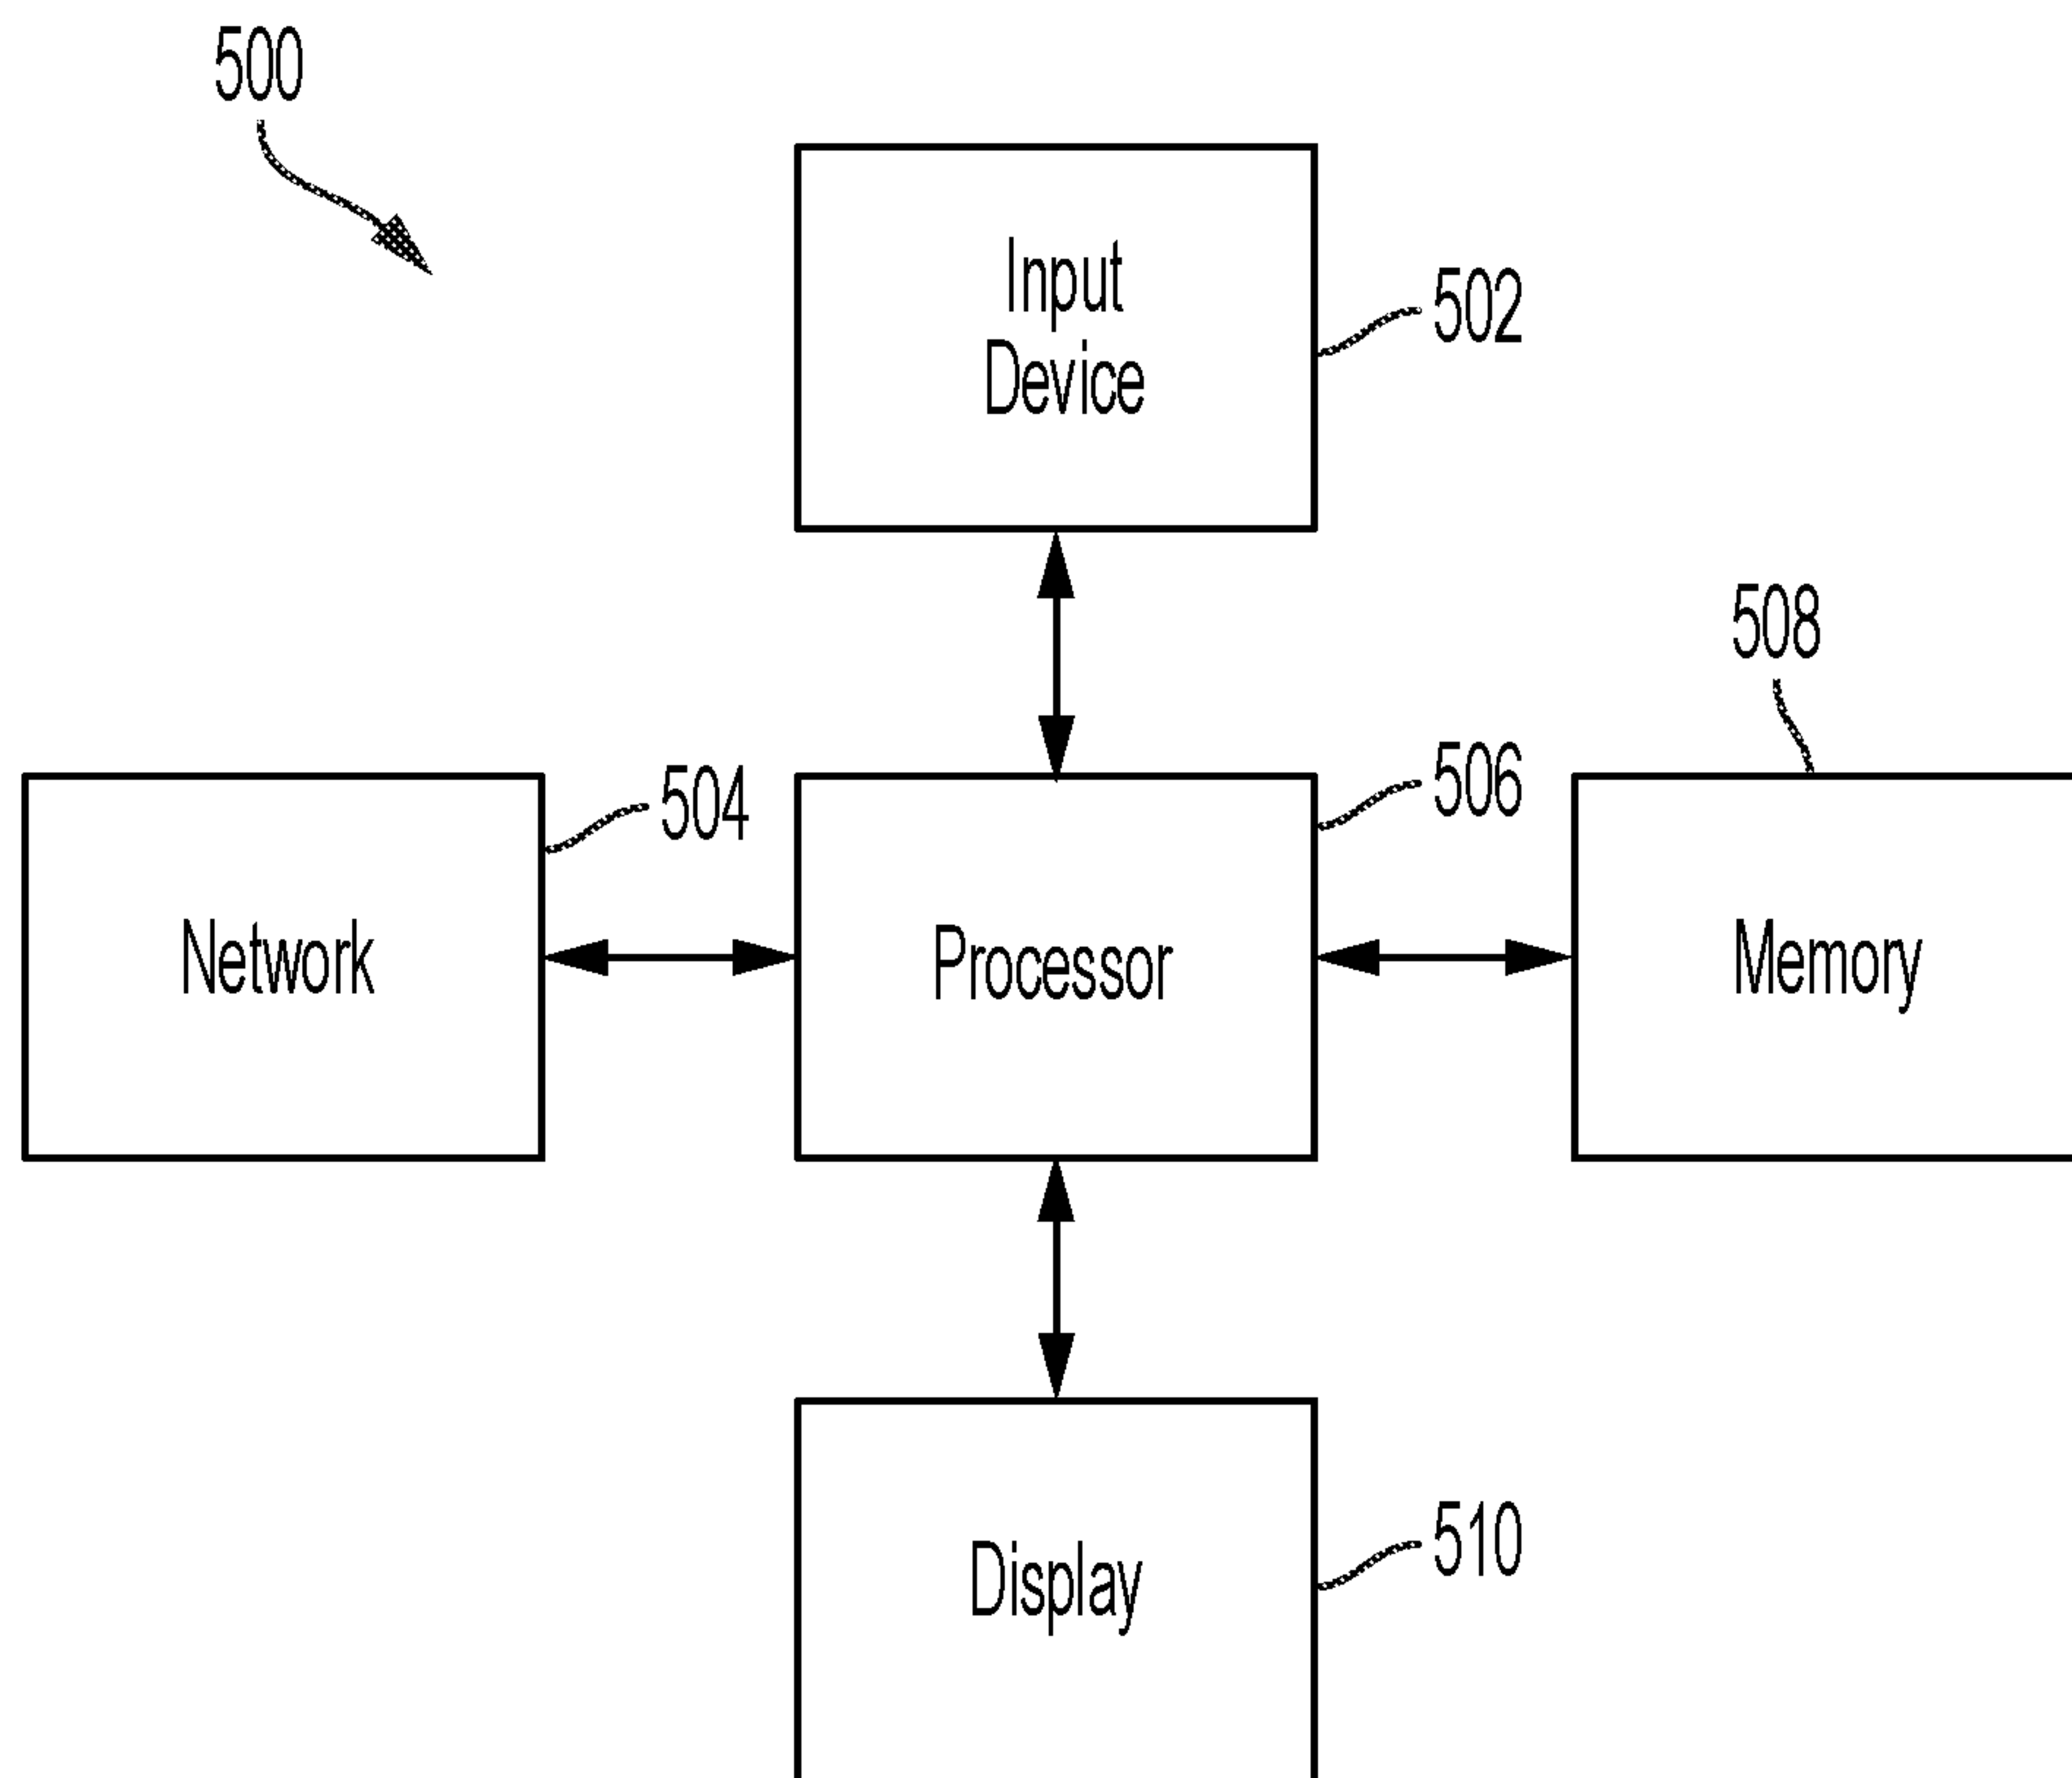 500
Input
Device
502
508
504
506
Network
Processor
Memory
Display
510